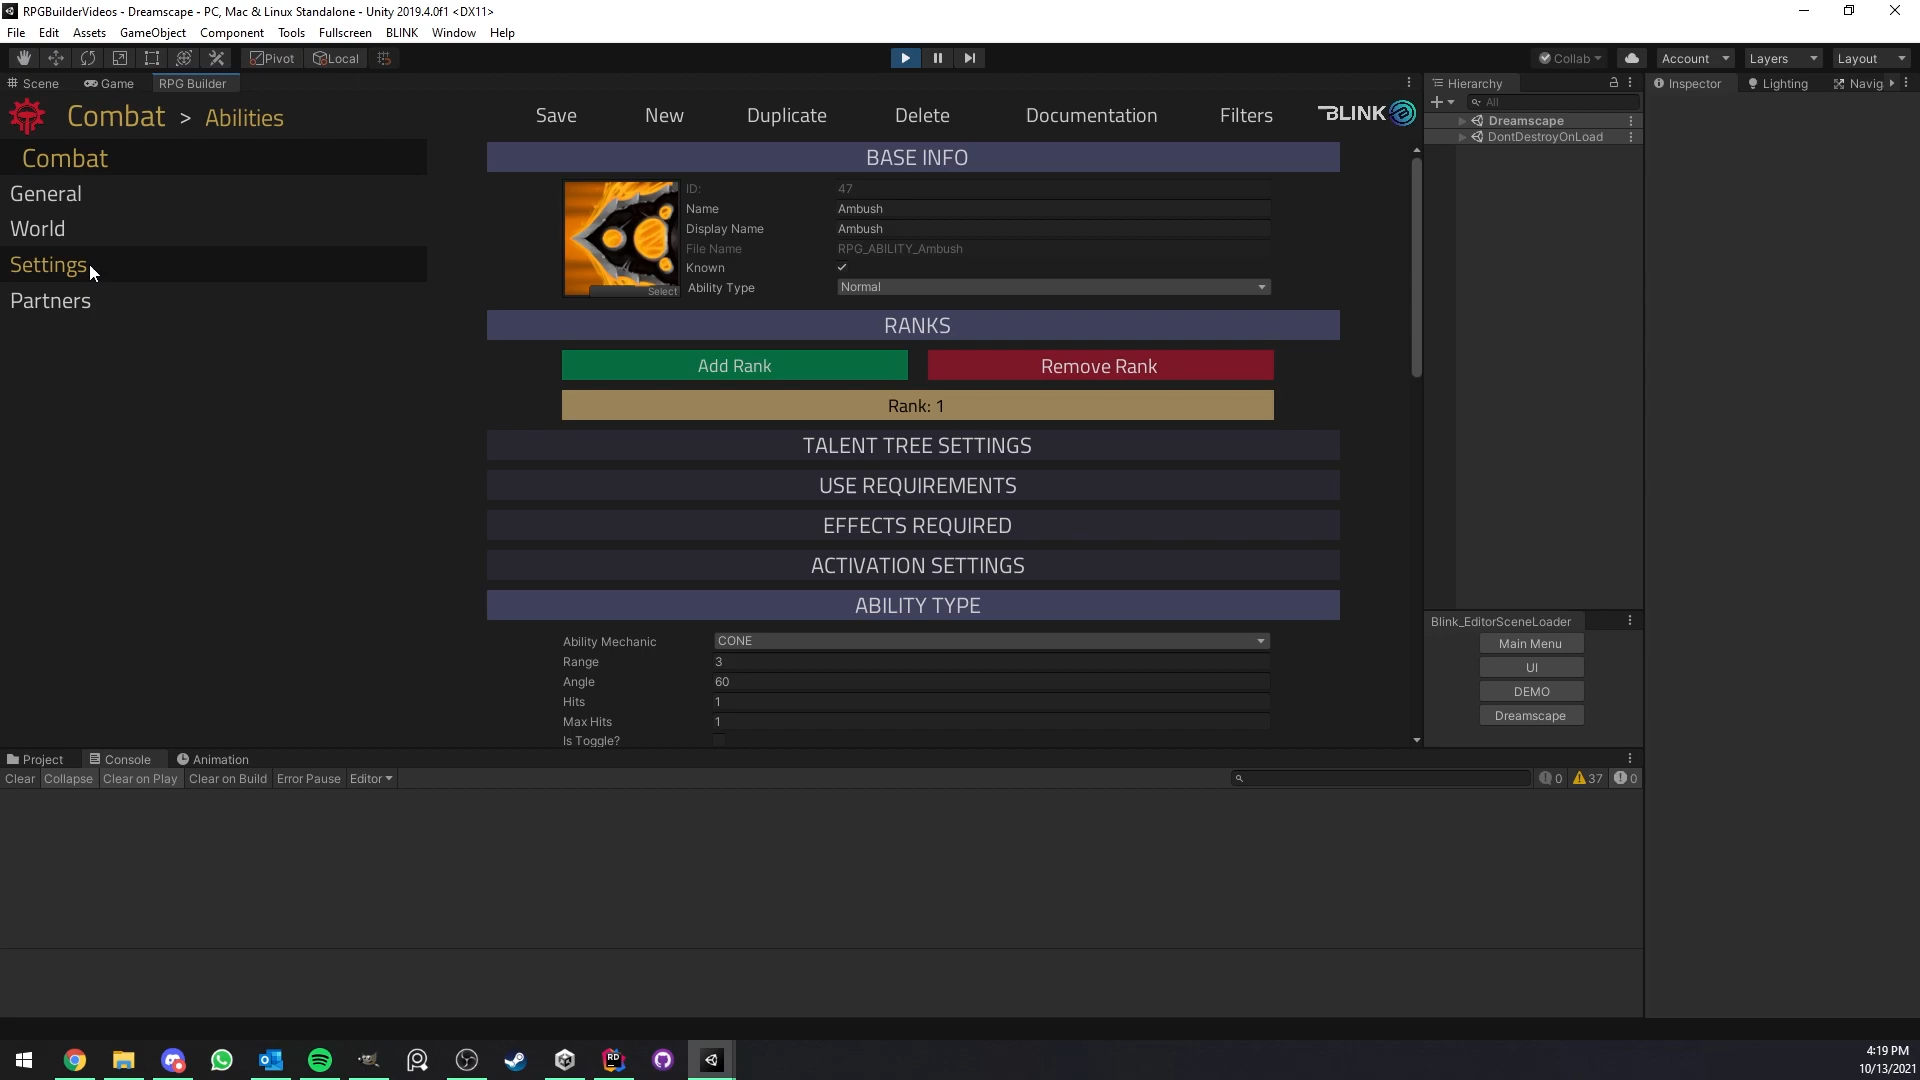 RPGBuilderVideos - Dreamscape - PC, Mac & Linux Standalone - Unity 2019.4.0f1 <DX11>
File Edit Assets GameObject Component Tools Fullscreen BLINK Window Help
Pivot Local Collab Account Layers Layout
Scene Game RPG Builder Hierarchy Inspector Lighting Navig
Combat > Abilities Save New Duplicate Delete Documentation Filters BLINK
All
Dreamscape
DontDestroyOnLoad
Combat
General
World
Settings
Partners
BASE INFO
ID: 47
Name Ambush
Display Name Ambush
File Name RPG_ABILITY_Ambush
Known
Ability Type Normal
Select
RANKS
Add Rank Remove Rank
Rank: 1
TALENT TREE SETTINGS
USE REQUIREMENTS
EFFECTS REQUIRED
ACTIVATION SETTINGS
ABILITY TYPE
Ability Mechanic CONE
Range 3
Angle 60
Hits 1
Max Hits 1
Is Toggle?
Blink_EditorSceneLoader
Main Menu
UI
DEMO
Dreamscape
Project Console Animation
Clear Collapse Clear on Play Clear on Build Error Pause Editor 0 37 0
RD
4:19 PM
10/13/2021